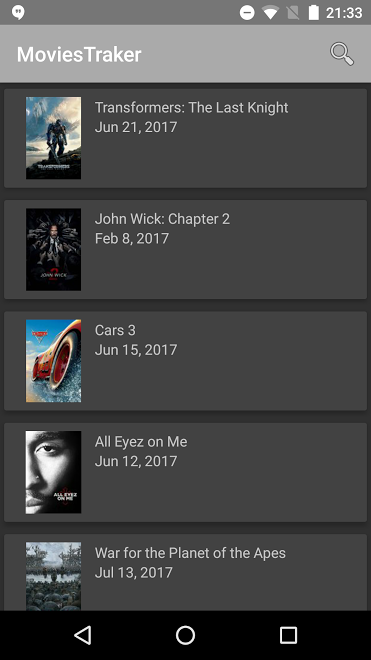 21:33
MoviesTraker
Transformers: The Last Knight
Jun 21, 2017
TRANSFORMERS
John Wick: Chapter 2
Feb 8, 2017
JOHN WICK
Cars 3
Jun 15, 2017
All Eyez on Me
Jun 12, 2017
ALL EYEZ
ON ME
War for the Planet of the Apes
Jul 13, 2017